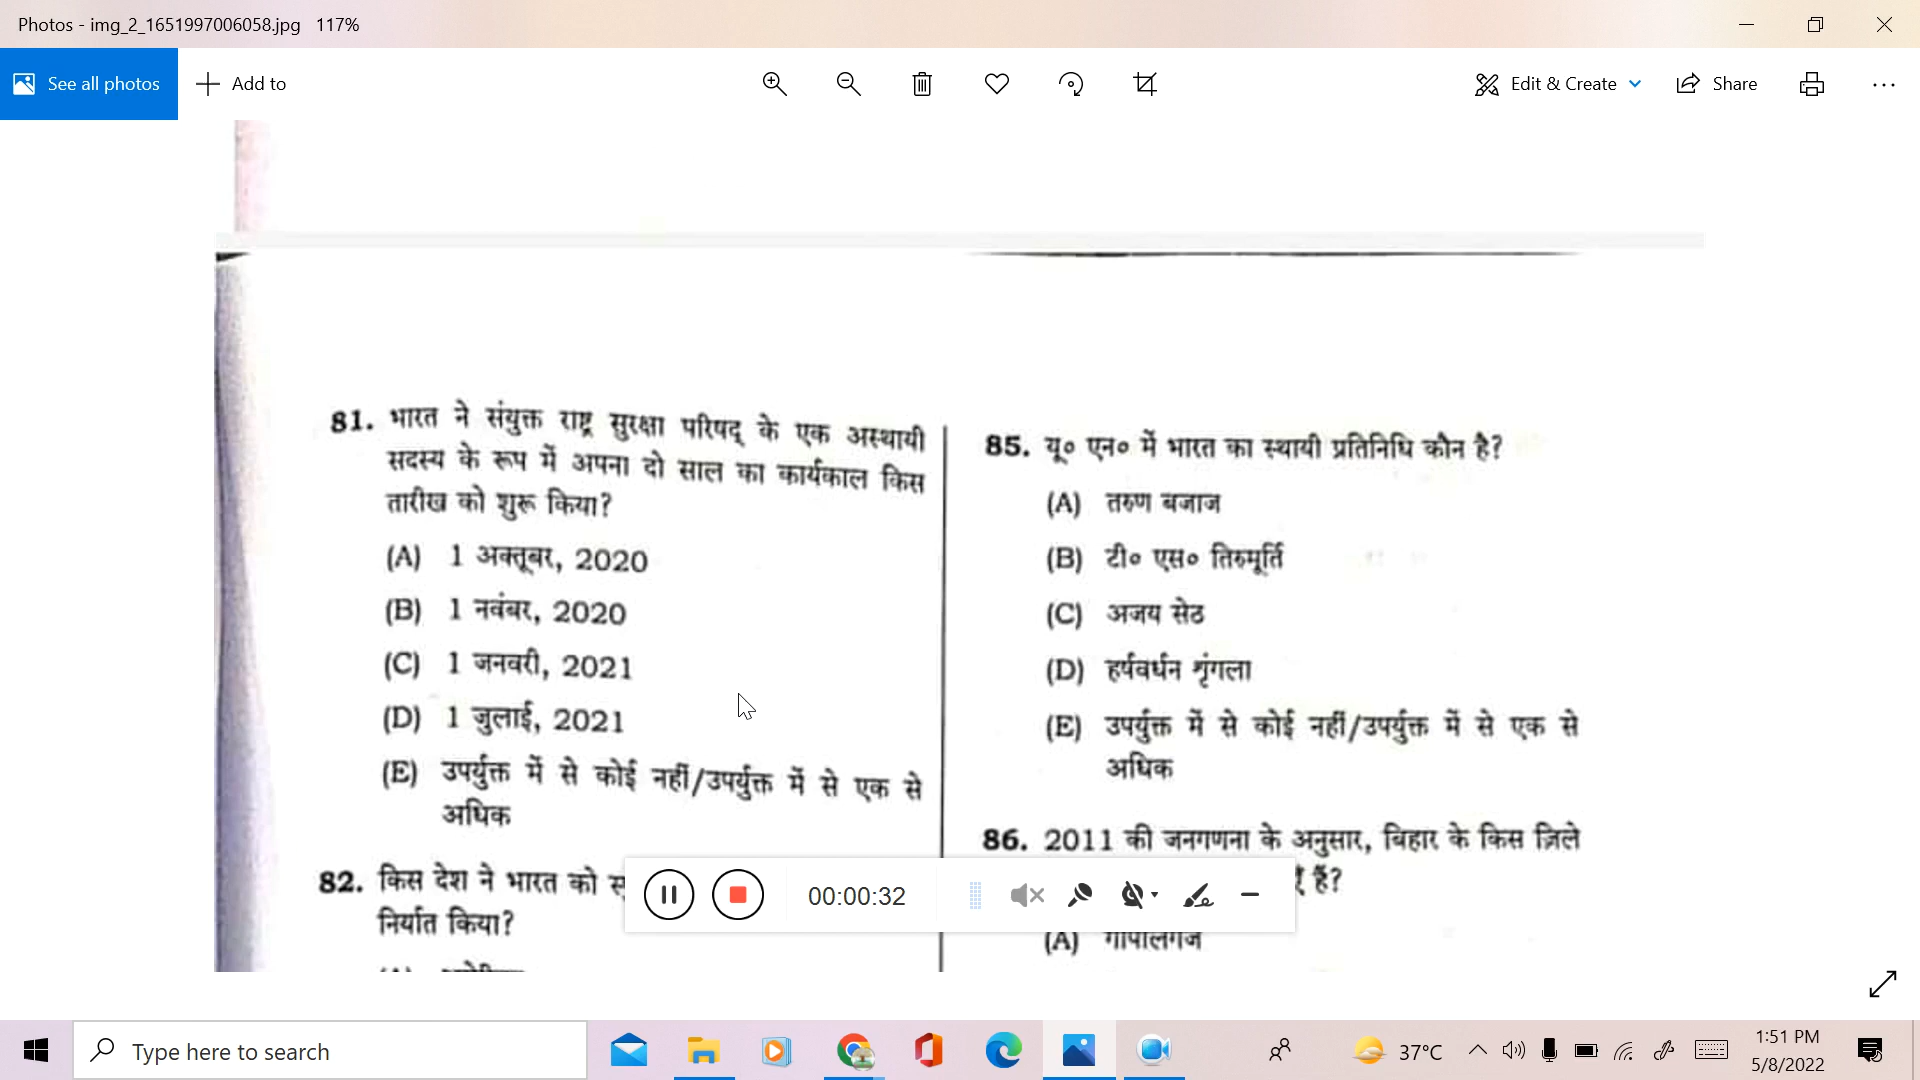 Photos - img_2_1651997006058.jpg 117%
See all photos
Add to
Edit & Create
Share
81. भारत ने संयुक्त राष्ट्र सुरक्षा परिषद् के एक अस्थायी
सदस्य के रूप में अपना दो साल का कार्यकाल किस
तारीख को शुरू किया?
(A) 1 अक्तूबर, 2020
(B) 1 नवंबर, 2020
(C) 1 जनवरी, 2021
(D) 1 जुलाई, 2021
(E) उपर्युक्त में से कोई नहीं/उपर्युक्त में से एक से
अधिक
82. किस देश ने भारत को
निर्यात किया?
85. यू० एन० में भारत का स्थायी प्रतिनिधि कौन है?
(A) तरुण बजाज
(B) टी० एस० तिरुमूर्ति
(C) अजय सेठ
(D) हर्षवर्धन शृंगला
(E) उपर्युक्त में से कोई नहीं/उपर्युक्त में से एक से
अधिक
86. 2011 की जनगणना के अनुसार, बिहार के किस ज़िले
हैं?
(A) गोपालगंज
00:00:32
Type here to search
37°C
1:51 PM
5/8/2022